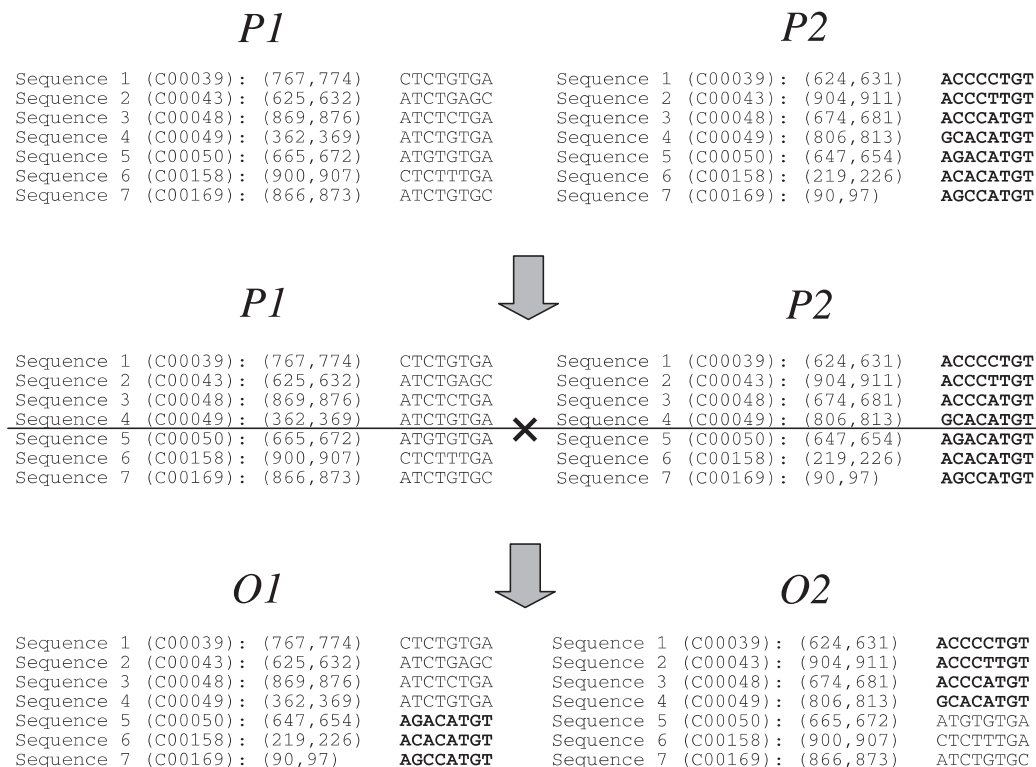 P1 P2
Sequence 1 (C00039): (767,774) CTCTGTGA Sequence 1 (C00039): (624,631) ACCCCTGT
Sequence 2 (C00043): (625,632) ATCTGAGC Sequence 2 (C00043): (904,911) ACCCTTGT
Sequence 3 (C00048): (869,876) ATCTCTGA Sequence 3 (C00048): (674,681) ACCCATGT
Sequence 4 (C00049): (362,369) ATCTGTGA Sequence 4 (C00049): (806,813) GCACATGT
Sequence 5 (C00050): (665,672) ATGTGTGA Sequence 5 (C00050): (647,654) AGACATGT
Sequence 6 (C00158): (900,907) CTCTTTGA Sequence 6 (C00158): (219,226) ACACATGT
Sequence 7 (C00169): (866,873) ATCTGTGC Sequence 7 (C00169): (90,97) AGCCATGT
P1 P2
Sequence 1 (C00039): (767,774) CTCTGTGA Sequence 1 (C00039): (624,631) ACCCCTGT
Sequence 2 (C00043): (625,632) ATCTGAGC Sequence 2 (C00043): (904,911) ACCCTTGT
Sequence 3 (C00048): (869,876) ATCTCTGA Sequence 3 (C00048): (674,681) ACCCATGT
Sequence 4 (C00049): (362,369) ATCTGTGA Sequence 4 (C00049): (806,813) GCACATGT
Sequence 5 (C00050): (665,672) ATGTGTGA Sequence 5 (C00050): (647,654) AGACATGT
Sequence 6 (C00158): (900,907) CTCTTTGA Sequence 6 (C00158): (219,226) ACACATGT
Sequence 7 (C00169): (866,873) ATCTGTGC Sequence 7 (C00169): (90,97) AGCCATGT
O1 O2
Sequence 1 (C00039): (767,774) CTCTGTGA Sequence 1 (C00039): (624,631) ACCCCTGT
Sequence 2 (C00043): (625,632) ATCTGAGC Sequence 2 (C00043): (904,911) ACCCTTGT
Sequence 3 (C00048): (869,876) ATCTCTGA Sequence 3 (C00048): (674,681) ACCCATGT
Sequence 4 (C00049): (362,369) ATCTGTGA Sequence 4 (C00049): (806,813) GCACATGT
Sequence 5 (C00050): (647,654) AGACATGT Sequence 5 (C00050): (665,672) ATGTGTGA
Sequence 6 (C00158): (219,226) ACACATGT Sequence 6 (C00158): (900,907) CTCTTTGA
Sequence 7 (C00169): (90,97) AGCCATGT Sequence 7 (C00169): (866,873) ATCTGTGC